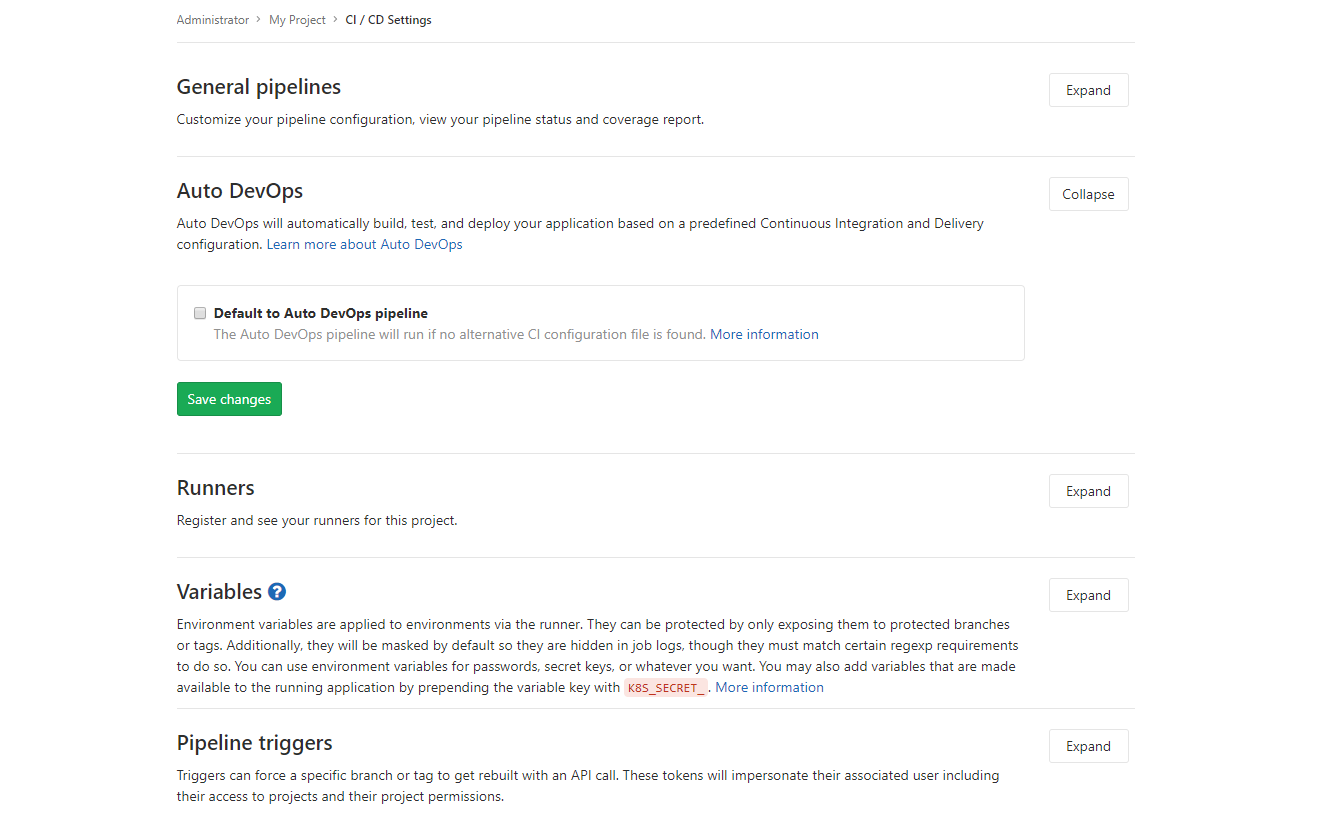 Administrator > My Project > CI / CD Settings
General pipelines
Expand
Customize your pipeline configuration, view your pipeline status and coverage report.
Auto DevOps
Collapse
Auto DevOps will automatically build, test, and deploy your application based on a predefined Continuous Integration and Delivery
configuration. Learn more about Auto DevOps
Default to Auto DevOps pipeline
The Auto DevOps pipeline will run if no alternative CI configuration file is found. More information
Save changes
Runners
Expand
Register and see your runners for this project.
Variables ?
Expand
Environment variables are applied to environments via the runner. They can be protected by only exposing them to protected branches
or tags. Additionally, they will be masked by default so they are hidden in job logs, though they must match certain regexp requirements
to do so. You can use environment variables for passwords, secret keys, or whatever you want. You may also add variables that are made
available to the running application by prepending the variable key with K8S_SECRET_. More information
Pipeline triggers
Expand
Triggers can force a specific branch or tag to get rebuilt with an API call. These tokens will impersonate their associated user including
their access to projects and their project permissions.